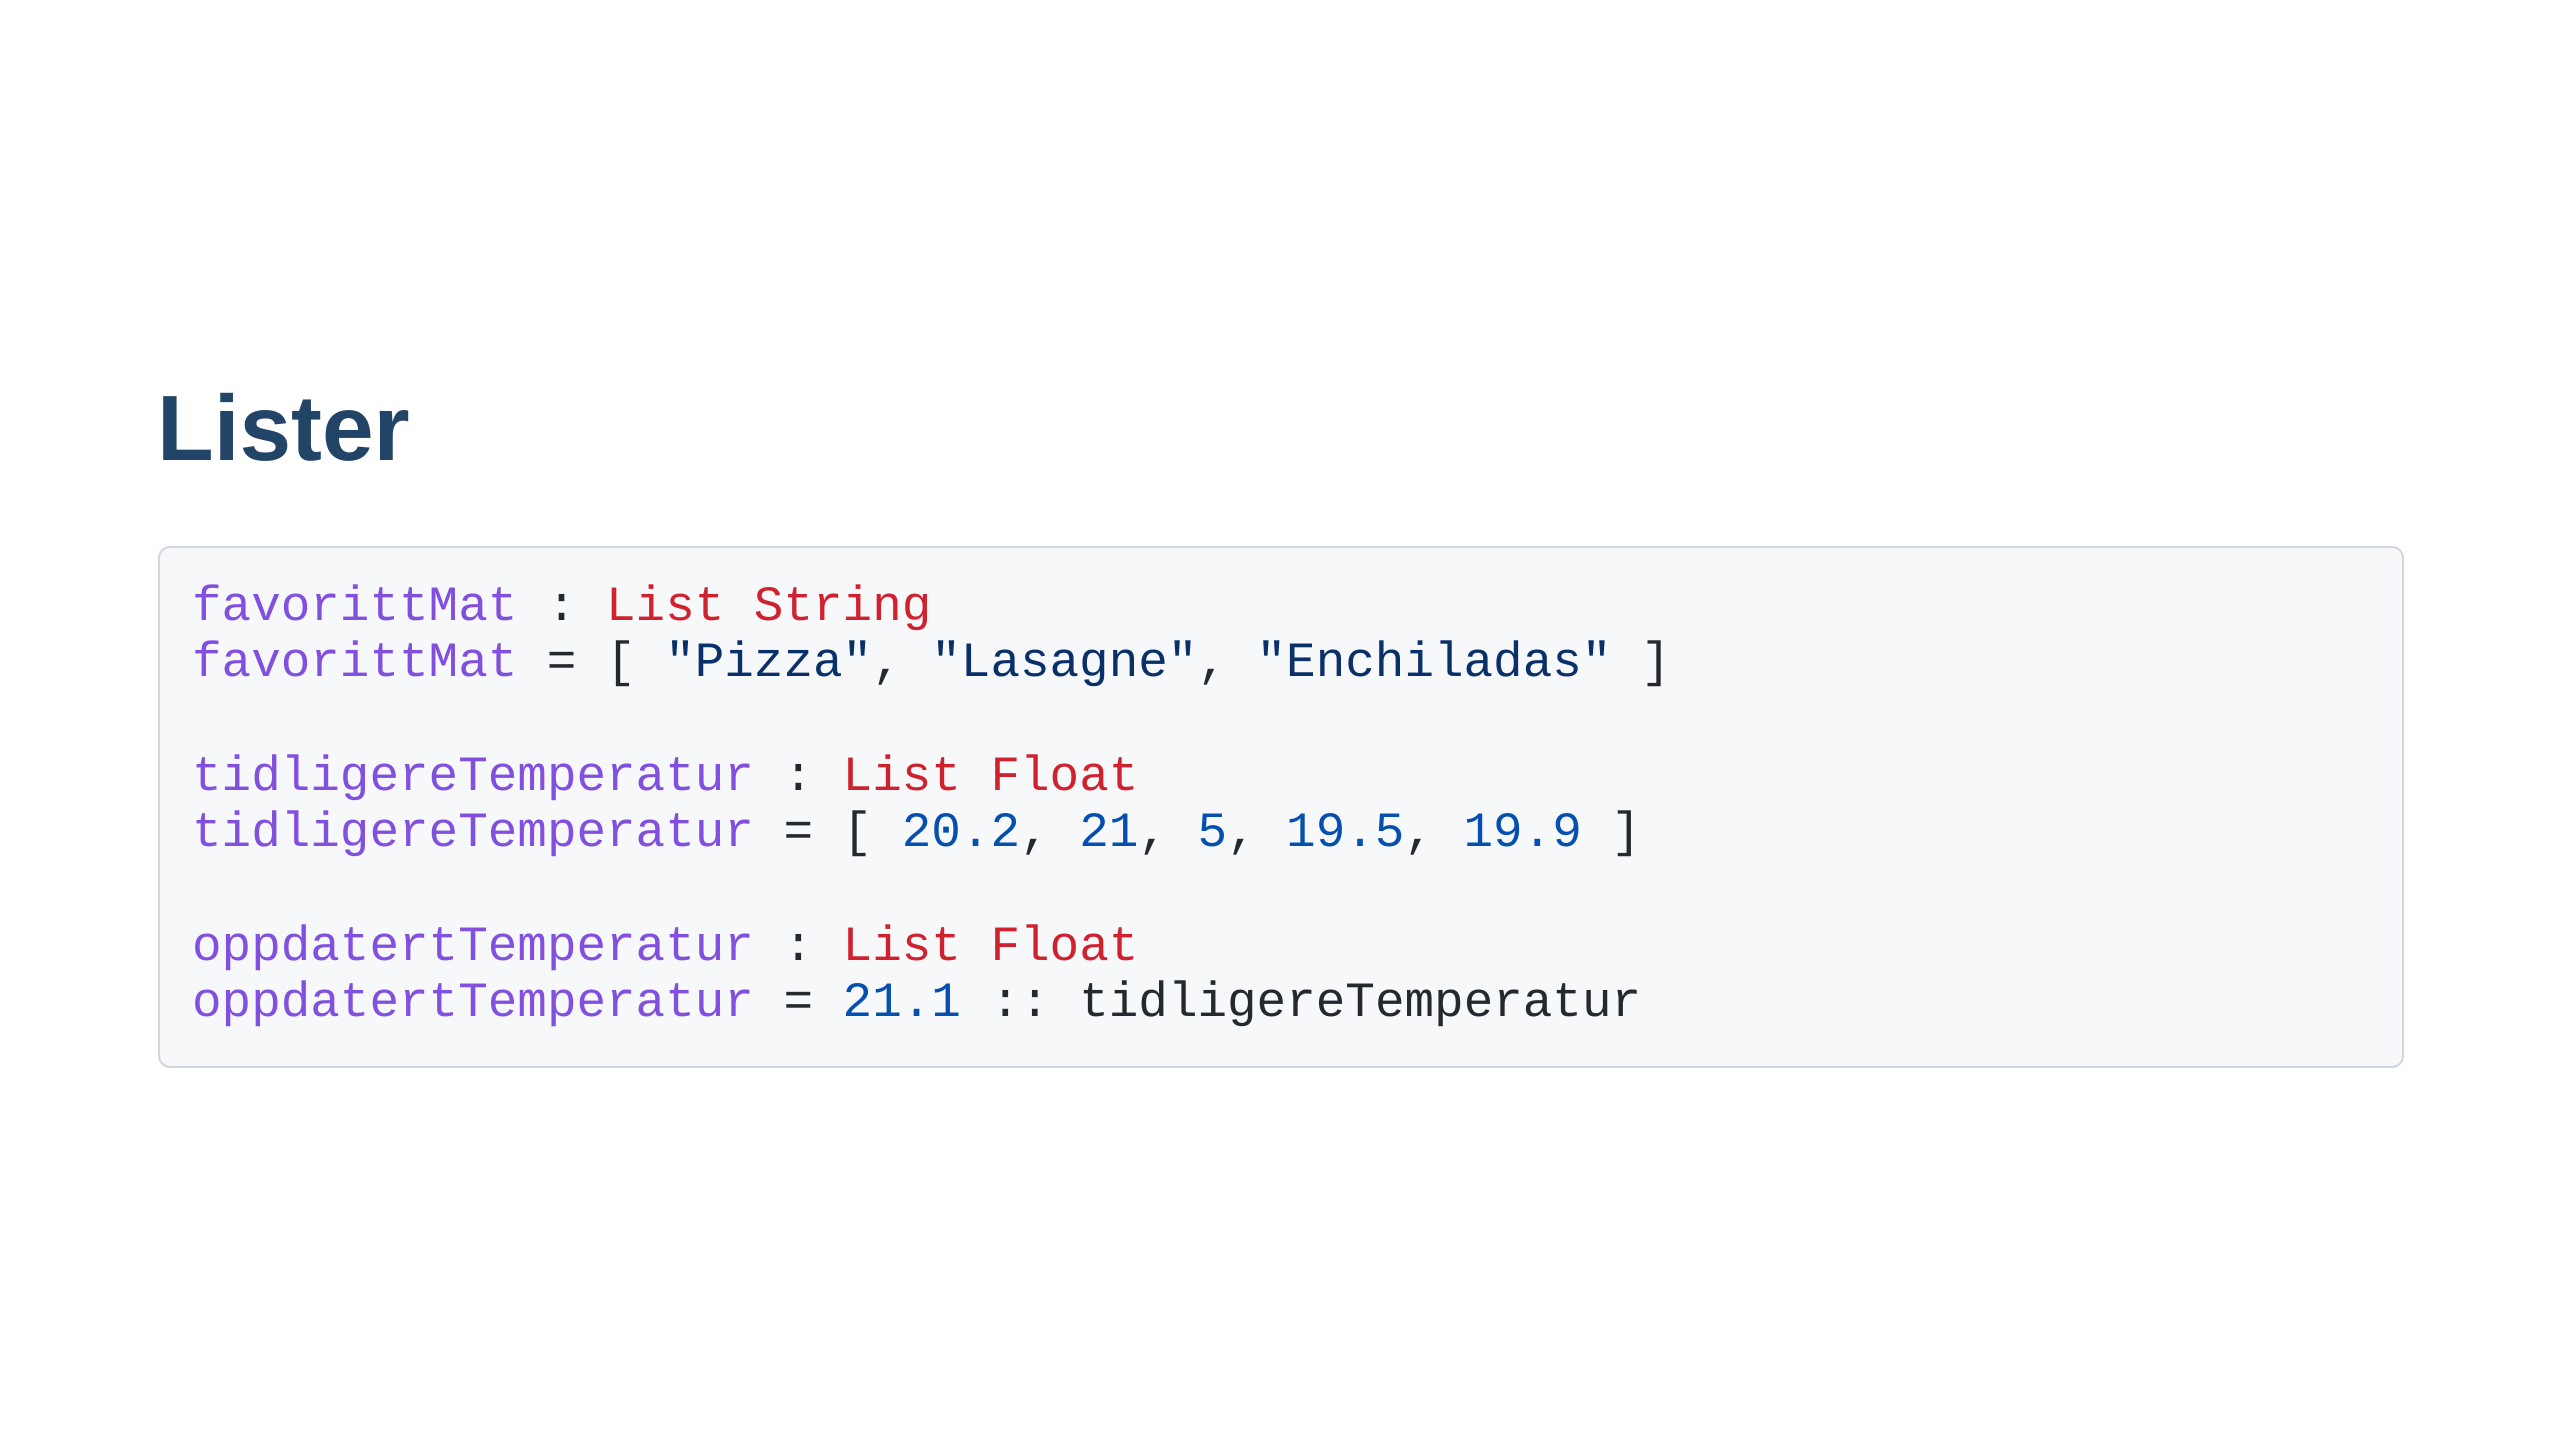 Lister
favorittMat : List String
favorittMat = [ "Pizza", "Lasagne", "Enchiladas" ]
tidligereTemperatur : List Float
tidligereTemperatur = [ 20.2, 21, 5, 19.5, 19.9 ]
oppdatertTemperatur : List Float
oppdatertTemperatur = 21.1 :: tidligereTemperatur